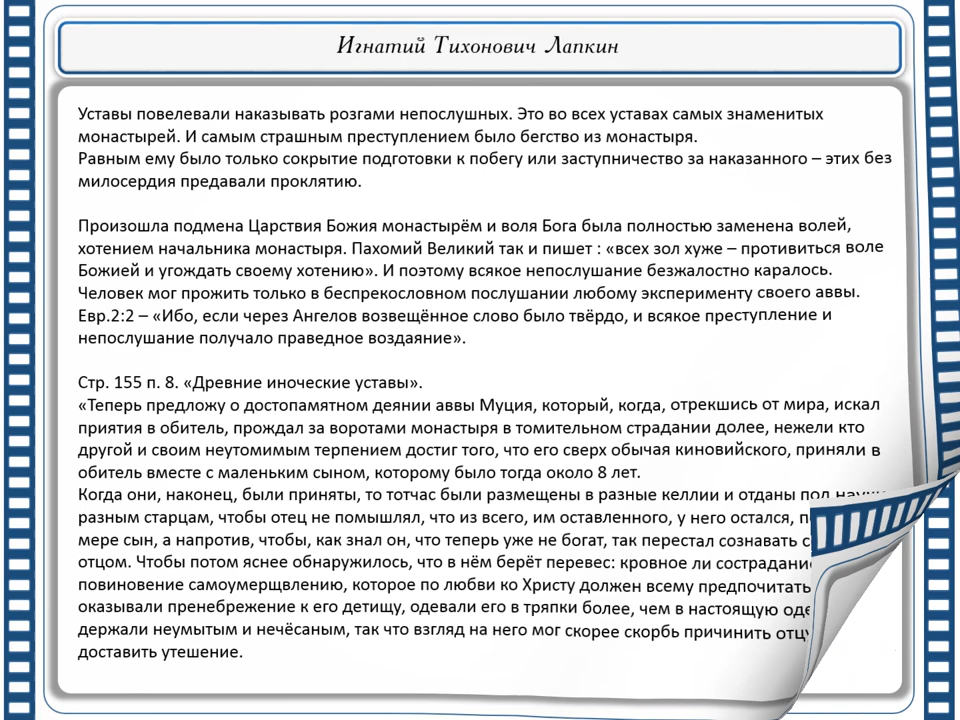 Игнатий Тихонович Лапкин
Уставы повелевали наказывать розгами непослушных. Это во всех уставах самых знаменитых
монастырей. И самым страшным преступлением было бегство из монастыря.
Равным ему было только сокрытие подготовки к побегу или заступничество за наказанного – этих без
милосердия предавали проклятию.
Произошла подмена Царствия Божия монастырём и воля Бога была полностью заменена волей,
хотением начальника монастыря. Пахомий Великий так и пишет : «всех зол хуже – противиться воле
Божией и угождать своему хотению». И поэтому всякое непослушание безжалостно каралось.
Человек мог прожить только в беспрекословном послушании любому эксперименту своего аввы.
Евр.2:2 – «Ибо, если через Ангелов возвещённое слово было твёрдо, и всякое преступление и
непослушание получало праведное воздаяние».
Стр. 155 п. 8. «Древние иноческие уставы».
«Теперь предложу о достопамятном деянии аввы Муция, который, когда, отрекшись от мира, искал
приятия в обитель, прождал за воротами монастыря в томительном страдании долее, нежели кто
другой и своим неутомимым терпением достиг того, что его сверх обычая киновийского, приняли в
обитель вместе с маленьким сыном, которому было тогда около 8 лет.
Когда они, наконец, были приняты, то тотчас были размещены в разные келлии и отданы под
разным старцам, чтобы отец не помышлял, что из всего, им оставленного, у него остался,
мере сын, а напротив, чтобы, как знал он, что теперь уже не богат, так перестал сознавать
отцом. Чтобы потом яснее обнаружилось, что в нём берёт перевес: кровное ли
повиновение самоумерщвлению, которое по любви ко Христу должен всему предпочитать
оказывали пренебрежение к его детищу, одевали его в тряпки более, чем в настоящую
держали неумытым и нечёсаным, так что взгляд на него мог скорее скорбь причинить
доставить утешение.